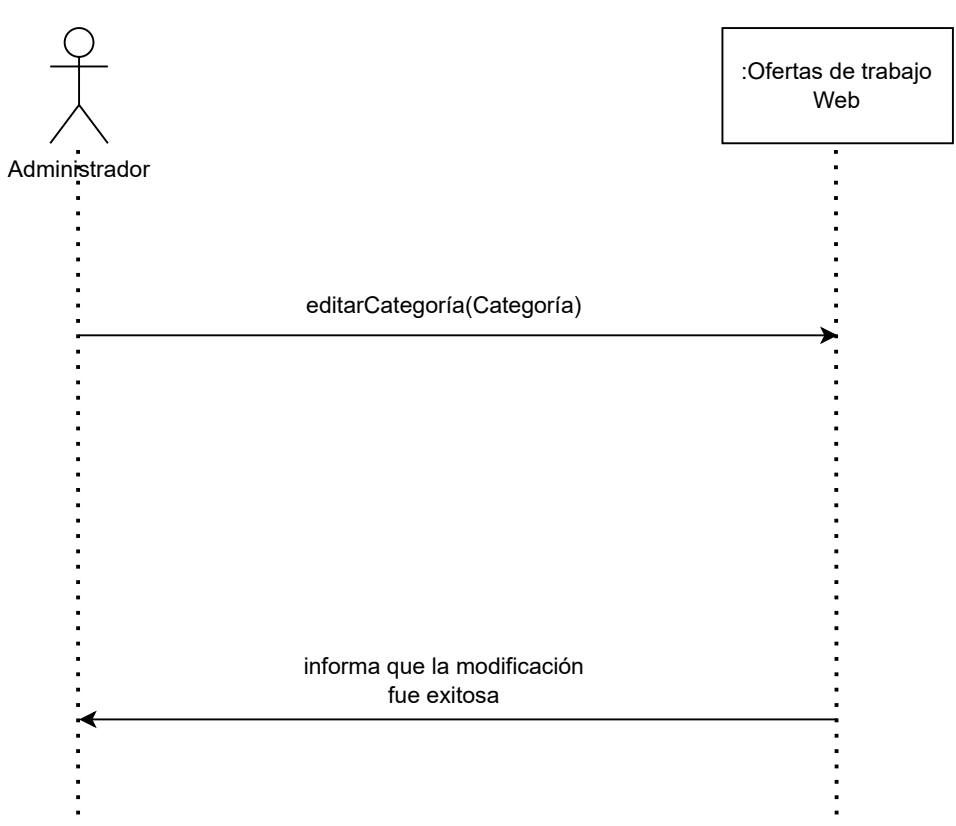 :Ofertas de trabajo
Web
Administrador
editarCategoría(Categoría)
informa que la modificación
fue exitosa